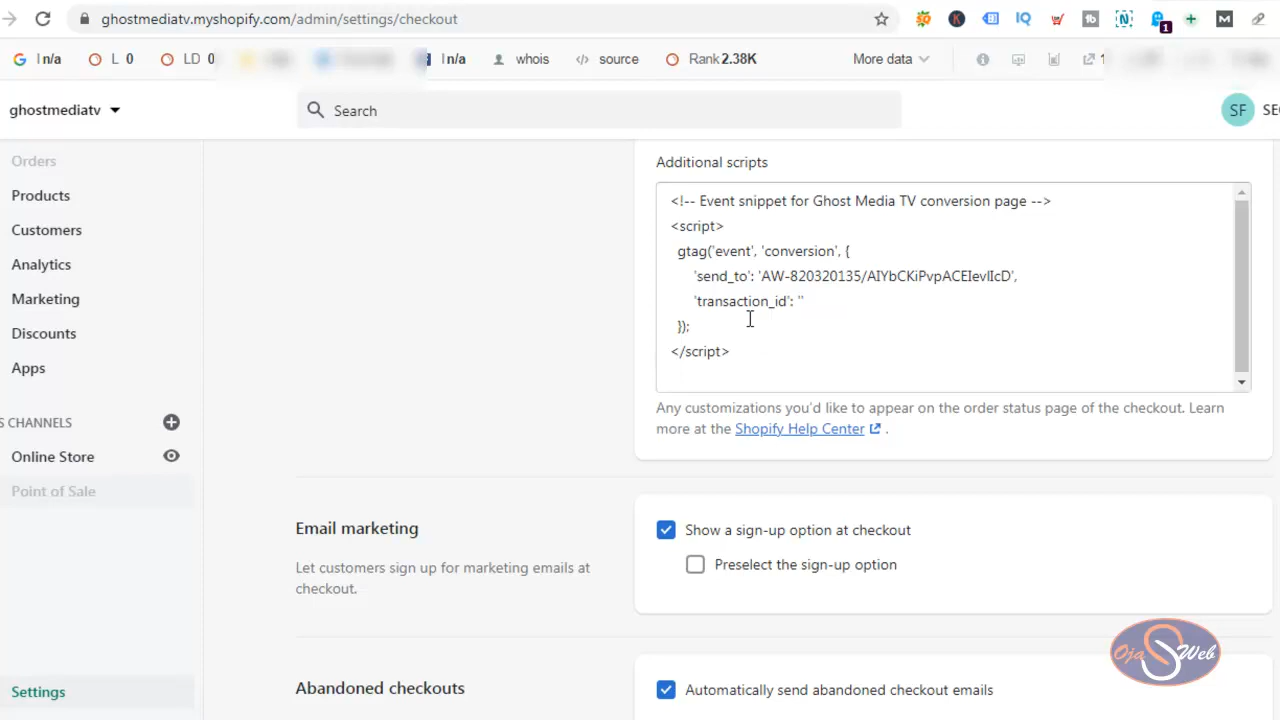 ghostmediatv.myshopify.com/admin/settings/checkout
1
I n/a L 0 LD 0 I n/a whois source Rank 2.38K More data
ghostmediatv Search SF SE
Orders
Products
Customers
Analytics
Marketing
Discounts
Apps
S CHANNELS
Online Store
Point of Sale
Settings
Additional scripts
<!-- Event snippet for Ghost Media TV conversion page -->
<script>
gtag('event', 'conversion', {
'send_to': 'AW-820320135/AIYbCKiPvpACEIevlIcD',
'transaction_id': ''
});
</script>
Any customizations you'd like to appear on the order status page of the checkout. Learn
more at the Shopify Help Center .
Email marketing
Let customers sign up for marketing emails at
checkout.
Show a sign-up option at checkout
Preselect the sign-up option
Abandoned checkouts
Automatically send abandoned checkout emails
Ojas Web